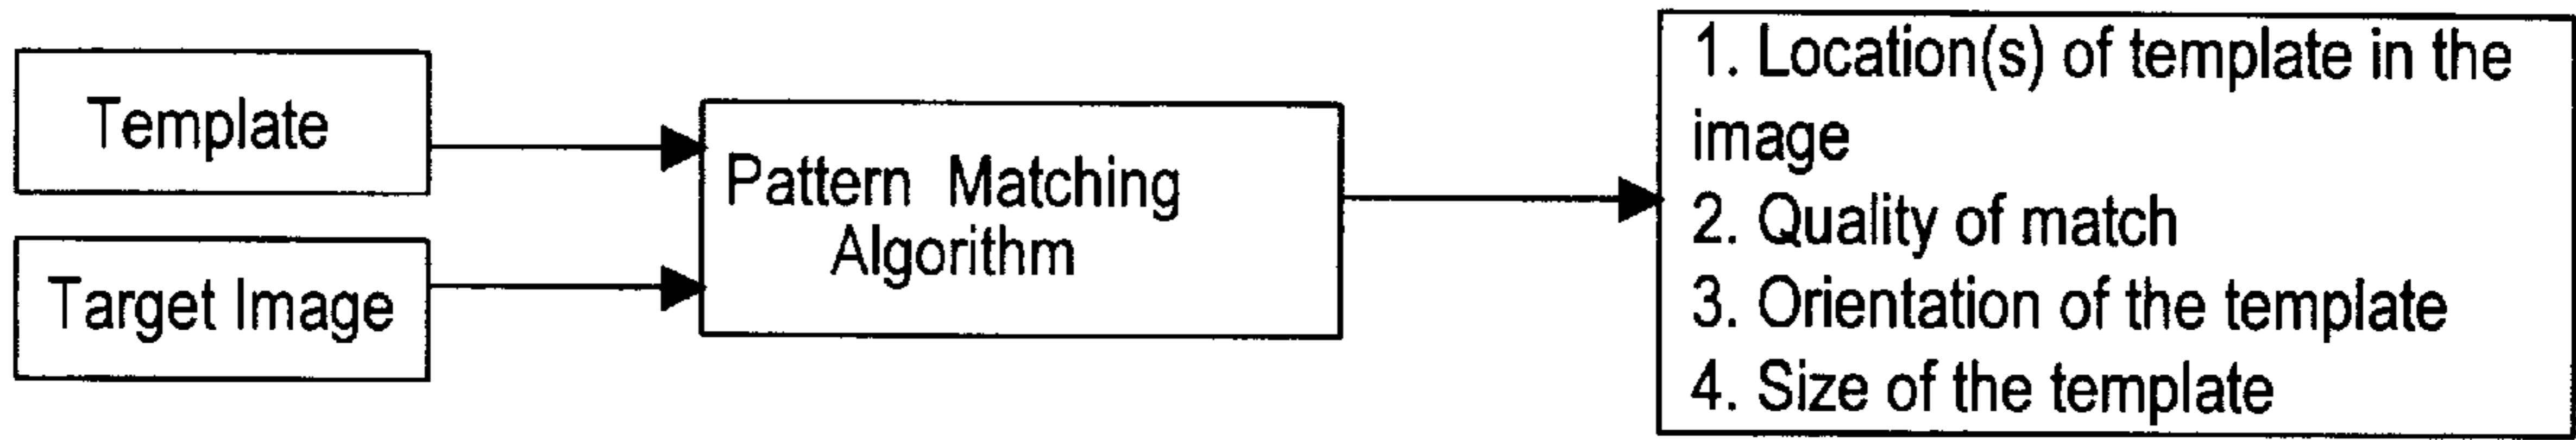 Template
Target Image
Pattern Matching
Algorithm
1. Location(s) of template in the
image
2. Quality of match
3. Orientation of the template
4. Size of the template